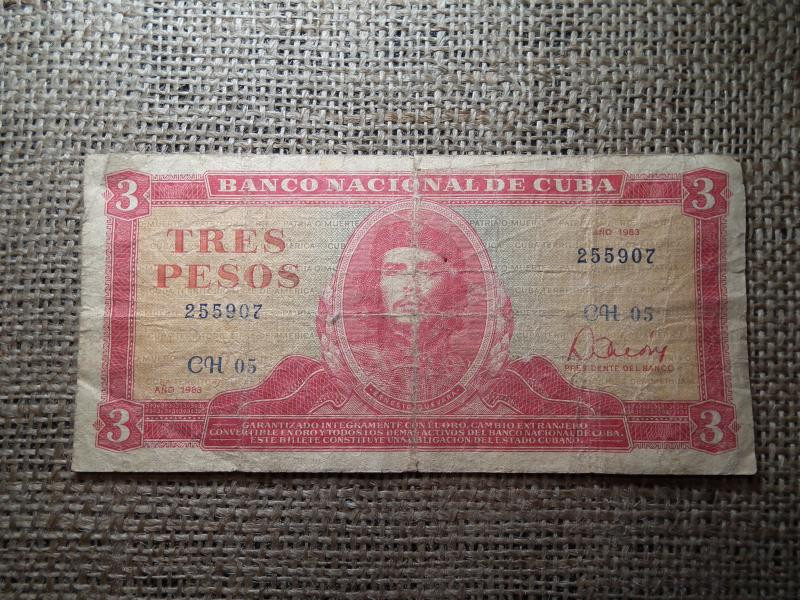 3 BANCO NACIONAL DE CUBA 3
PATRIA O MUERTE
TRES
PESOS
AÑO 1983
255907
255907
CH 05
CH 05
PRESIDENTE DEL BANCO
AÑO 1983
3 GARANTIZADO INTEGRAMENTE CON EL ORO, CAMBIO EXTRANJERO 3
CONVERTIBLE EN ORO Y TODOS LOS DEMAS ACTIVOS DEL BANCO NACIONAL DE CUBA.
ESTE BILLETE CONSTITUYE UNA OBLIGACION DEL ESTADO CUBANO.